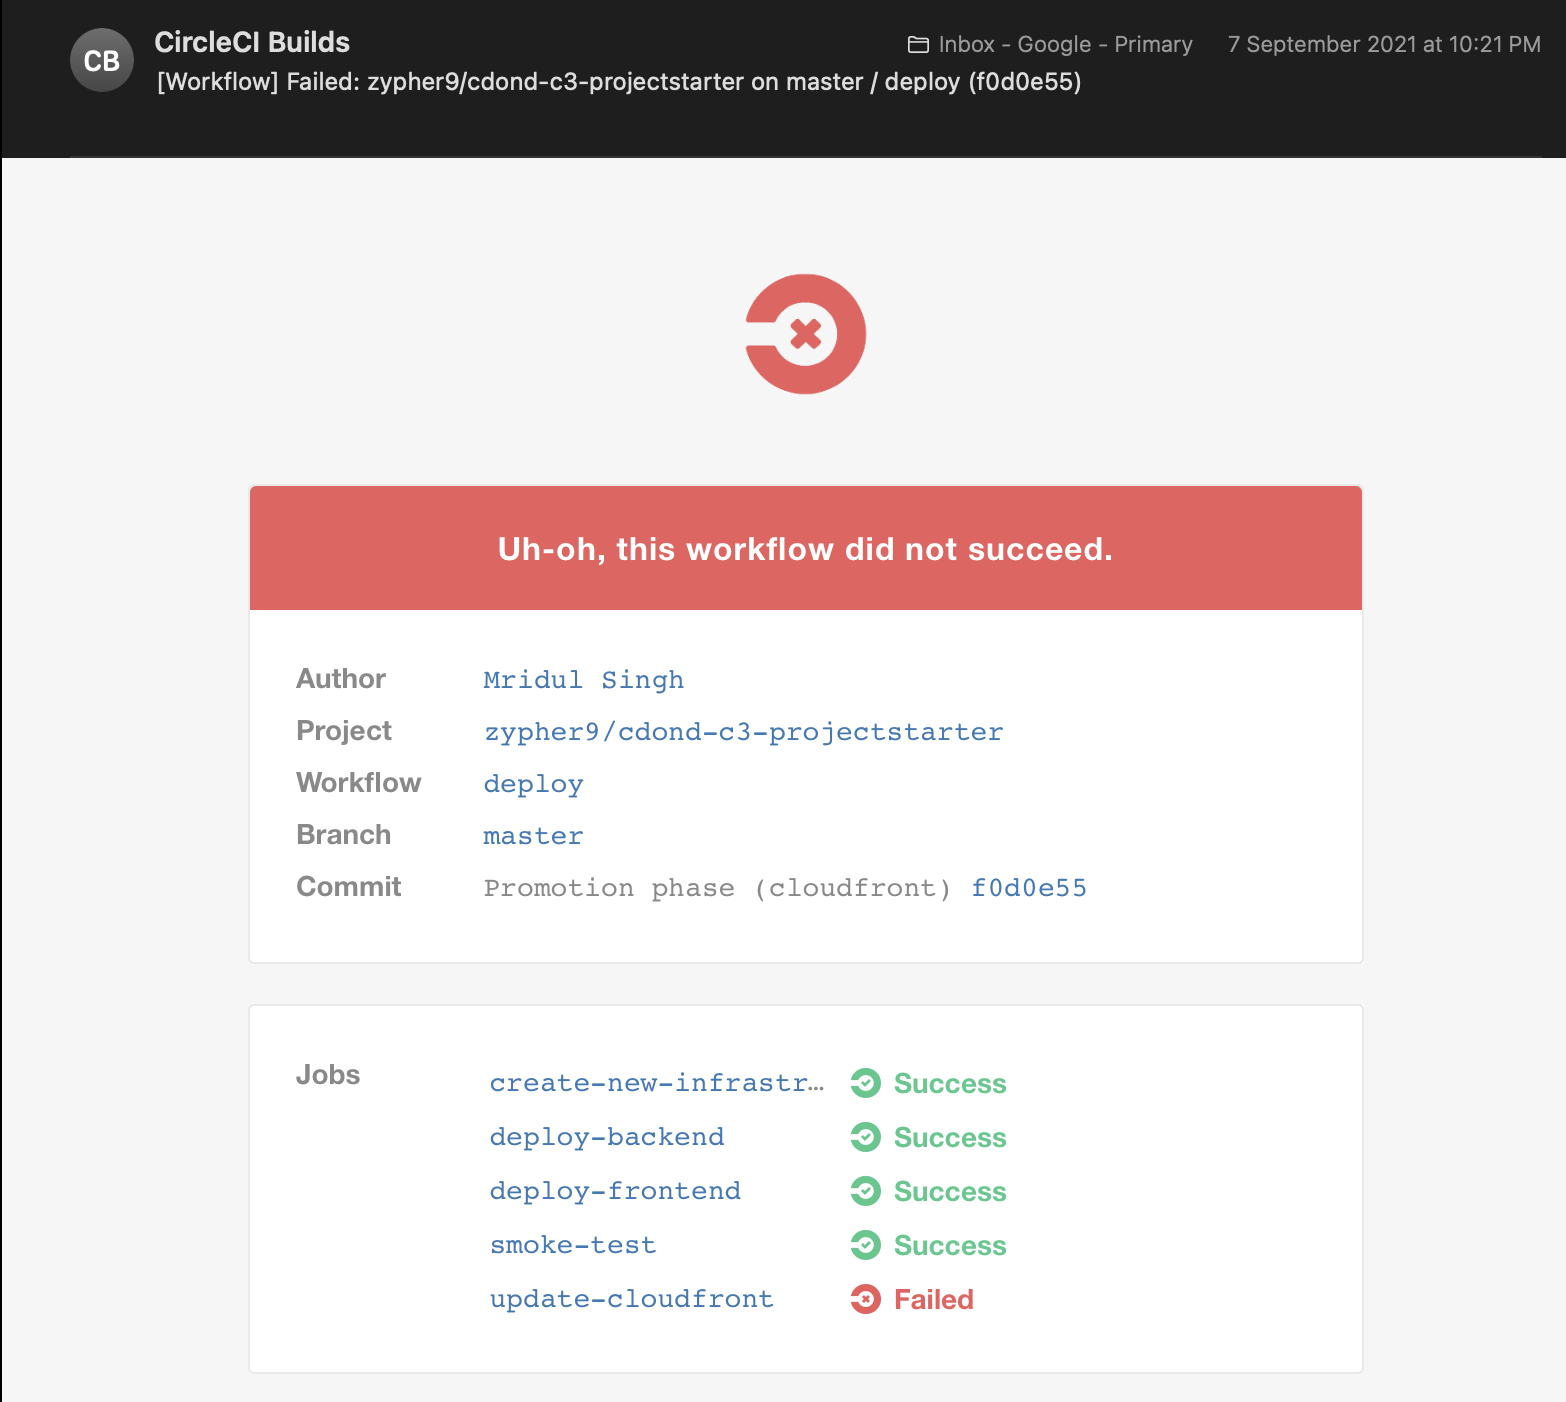 CB
CircleCI Builds
Inbox - Google - Primary
7 September 2021 at 10:21 PM
[Workflow] Failed: zypher9/cdond-c3-projectstarter on master / deploy (f0d0e55)
Uh-oh, this workflow did not succeed.
Author Mridul Singh
Project zypher9/cdond-c3-projectstarter
Workflow deploy
Branch master
Commit Promotion phase (cloudfront) f0d0e55
Jobs
create-new-infrastr... Success
deploy-backend Success
deploy-frontend Success
smoke-test Success
update-cloudfront Failed